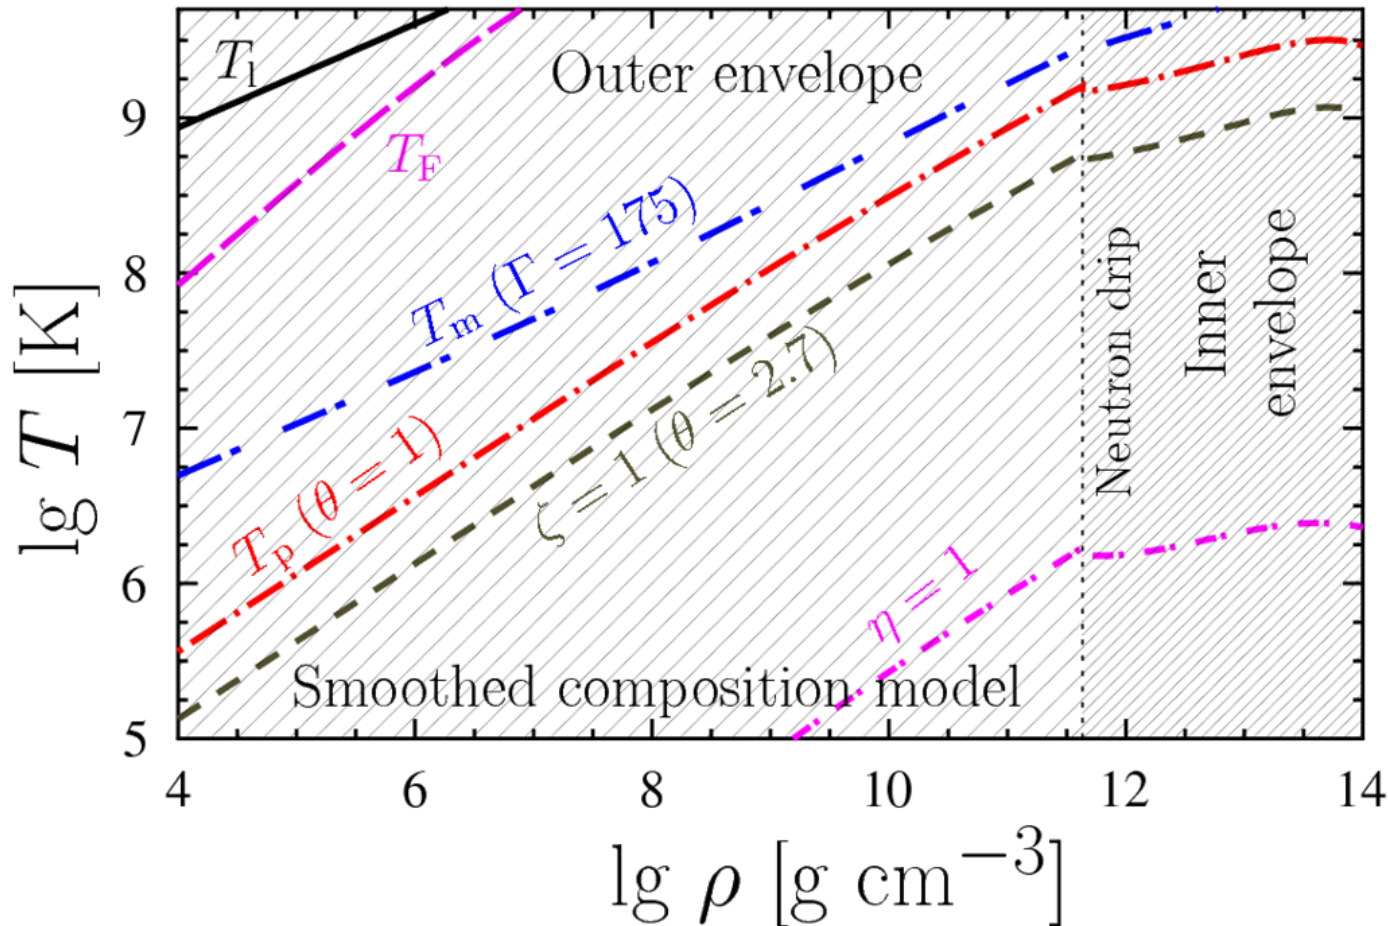 T_l
Outer envelope
T_F
9
T_m (Γ = 175)
8
Neutron drip
Inner
envelope
lg T [K]
7
T_p (θ = 1)
ζ = 1 (θ = 2.7)
6
η = 1
Smoothed composition model
5
4 6 8 10 12 14
lg ρ [g cm⁻³]